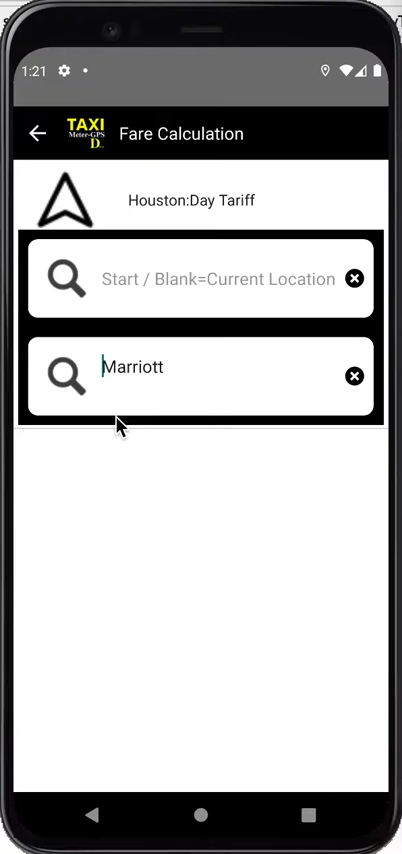 1:21
TAXI
Meter-GPS
D...
Fare Calculation
Houston:Day Tariff
Start / Blank=Current Location
Marriott